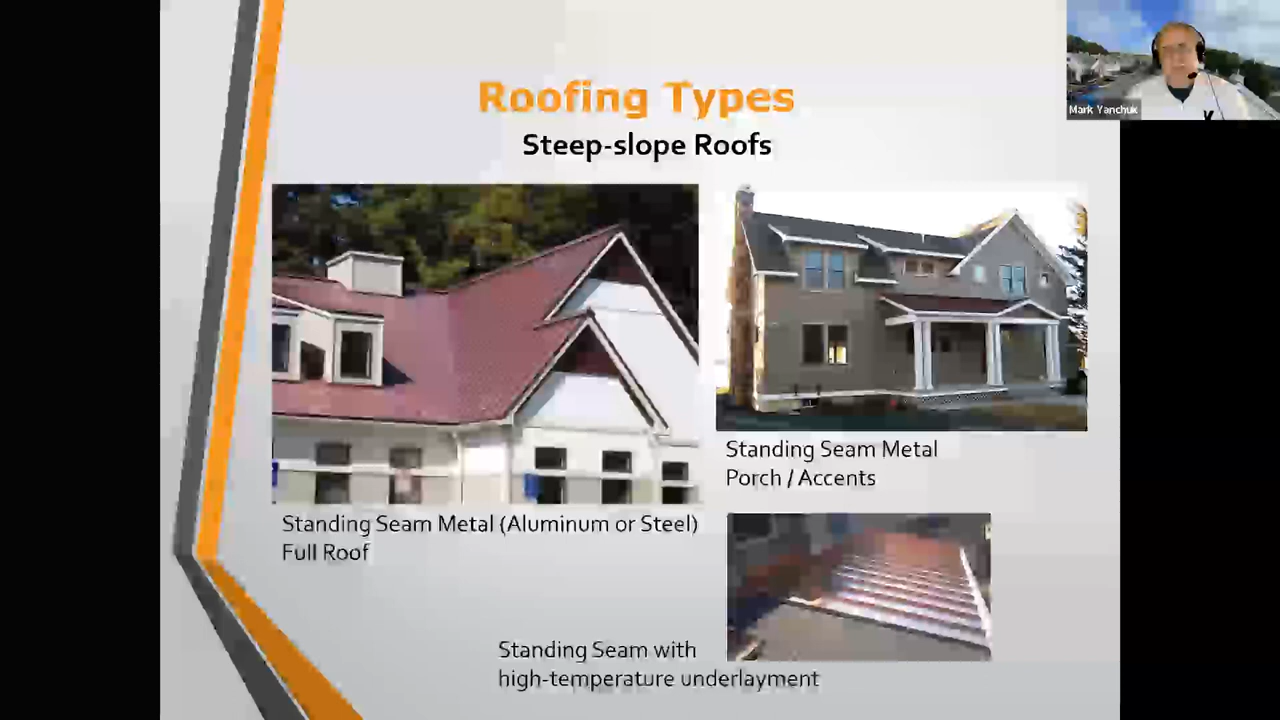 Roofing Types
Steep-slope Roofs
Mark Yanchuk
Standing Seam Metal
Porch / Accents
Standing Seam Metal (Aluminum or Steel)
Full Roof
Standing Seam with
high-temperature underlayment